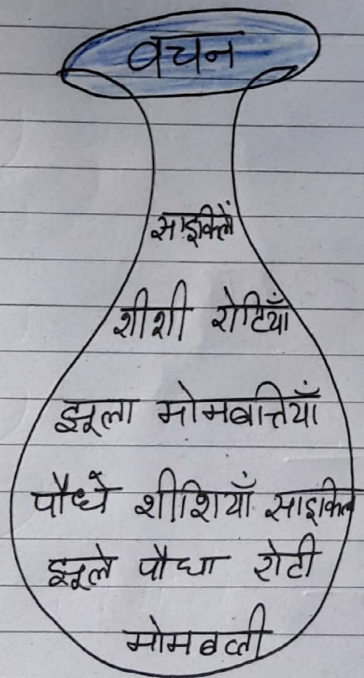 वचन
साइकिलें
शीशी रोटियाँ
झूला मोमबत्तियाँ
पौधे शीशियाँ साइकिल
झूले पौधा रोटी
मोमबत्ती